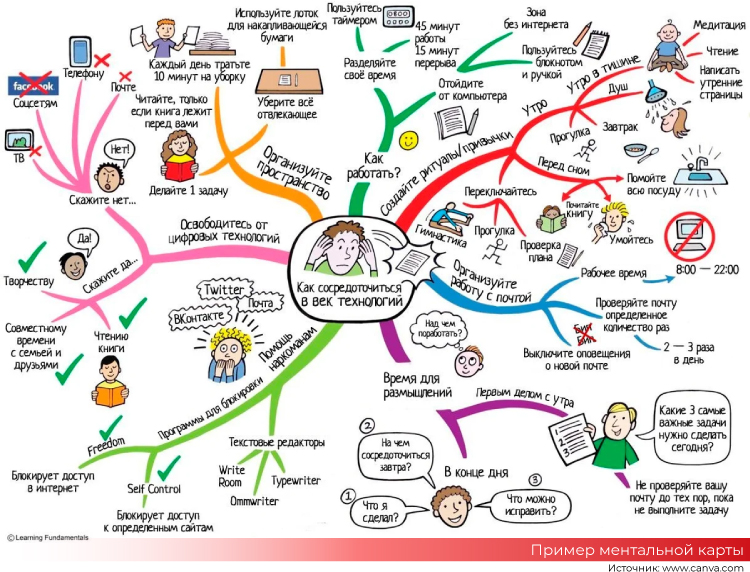 Как сосредоточиться
в век технологий
Как
работать?
Разделяйте
своё время
Пользуйтесь
таймером
45 минут
работы
15 минут
перерыва
Отойдите
от компьютера
Зона
без интернета
Пользуйтесь
блокнотом
и ручкой
Создайте ритуалы/привычки
Утро
Утро в тишине
Медитация
Чтение
Написать
утренние
страницы
Душ
Завтрак
Прогулка
Перед сном
Помойте
всю посуду
Почитайте
книгу
Умойтесь
Переключайтесь
Гимнастика
Прогулка
Проверка
плана
Организуйте
работу с почтой
Рабочее время
8:00 — 22:00
Проверяйте почту
определенное
количество раз
2 — 3 раза
в день
Бип
Бип
Выключите оповещения
о новой почте
Время для
размышлений
Над чем
поработать?
Первым делом с утра
1
2
3
Какие 3 самые
важные задачи
нужно сделать
сегодня?
Не проверяйте вашу
почту до тех пор, пока
не выполните задачу
В конце дня
1
Что я
сделал?
2
На чем
сосредоточиться
завтра?
3
Что можно
исправить?
Помощь
наркоманам
Twitter
ВКонтакте
Почта
Программы для блокировки
Freedom
Блокирует доступ
в интернет
Self Control
Блокирует доступ
к определенным сайтам
Текстовые редакторы
Write
Room
Ommwriter
Typewriter
Освободитесь от
цифровых технологий
Скажите нет...
Нет!
ТВ
facebook
Соцсетям
Телефону
Почте
Скажите да...
Да!
Творчеству
Совместному
времени
с семьей и
друзьями
Чтению
книги
Организуйте
пространство
Каждый день тратьте
10 минут на уборку
Используйте лоток
для накапливающейся
бумаги
Уберите всё
отвлекающее
Читайте, только
если книга лежит
перед вами
Делайте 1 задачу
© Learning Fundamentals
Пример ментальной карты
Источник: www.canva.com